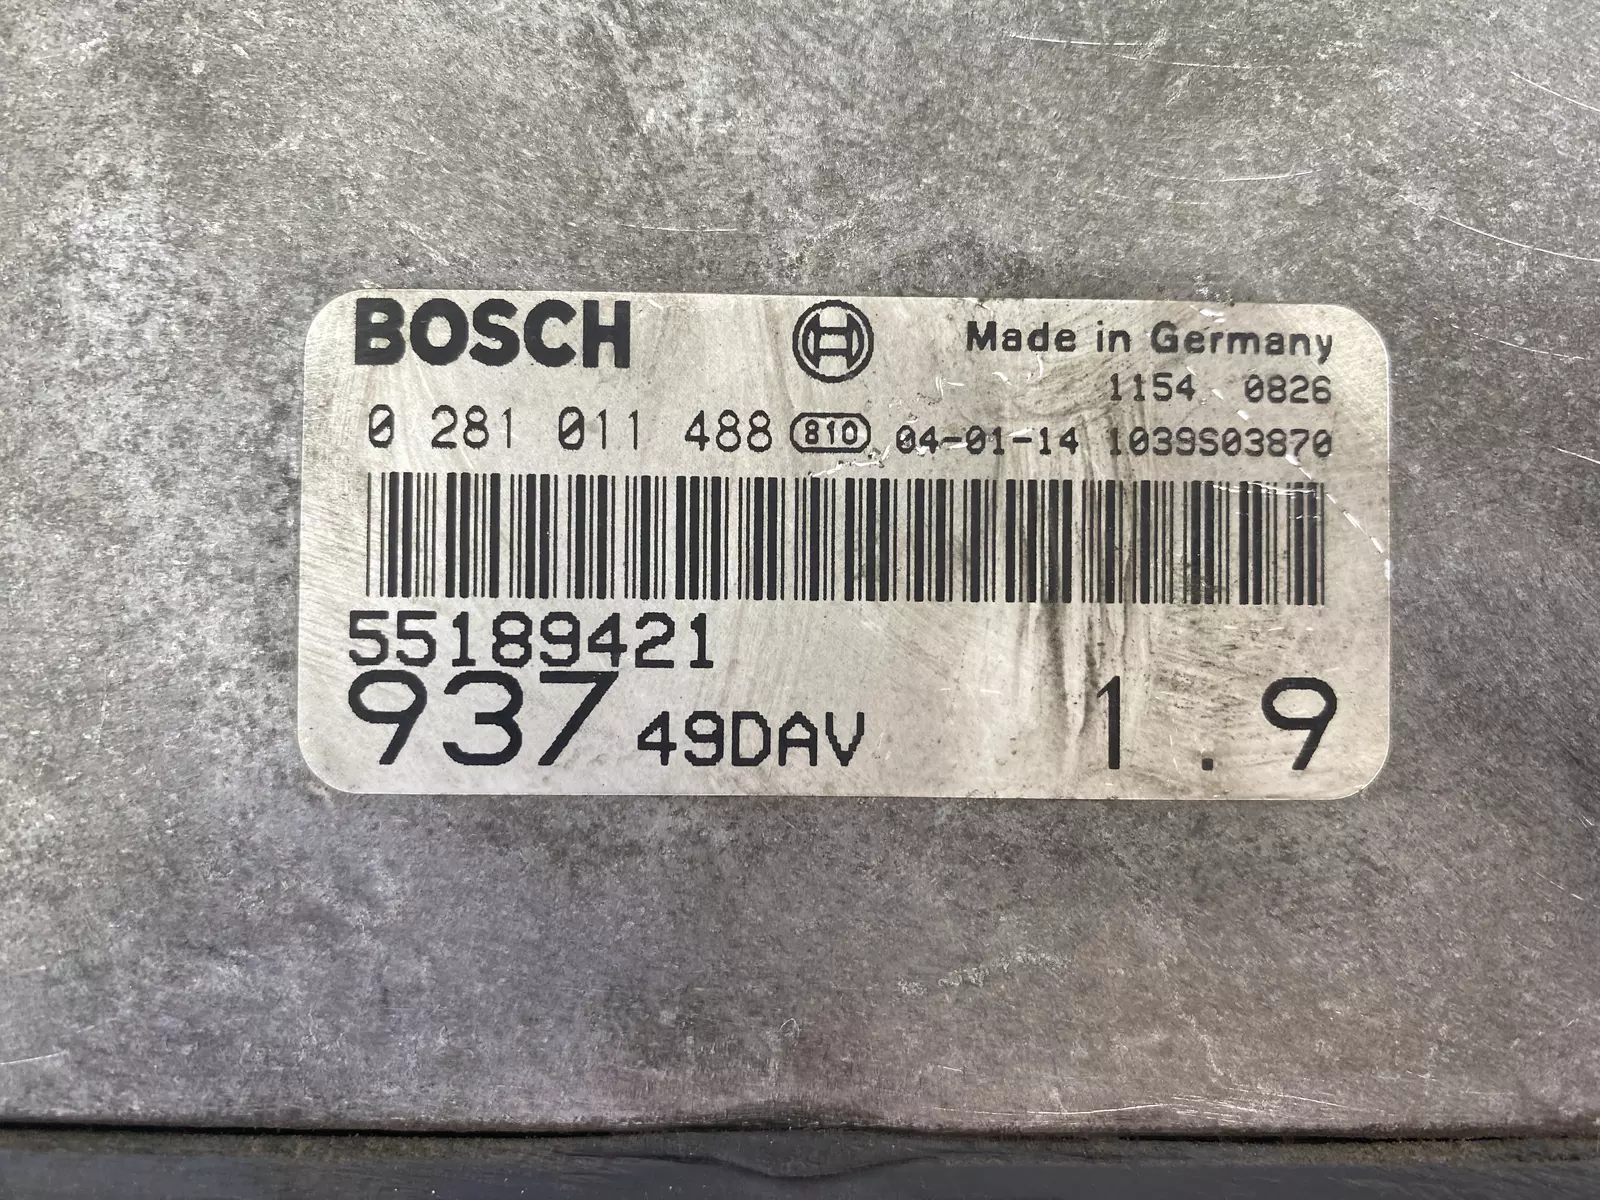 BOSCH Made in Germany
1154 0826
0 281 011 488 810 04-01-14 1039S03870
55189421
937 49DAV 1.9